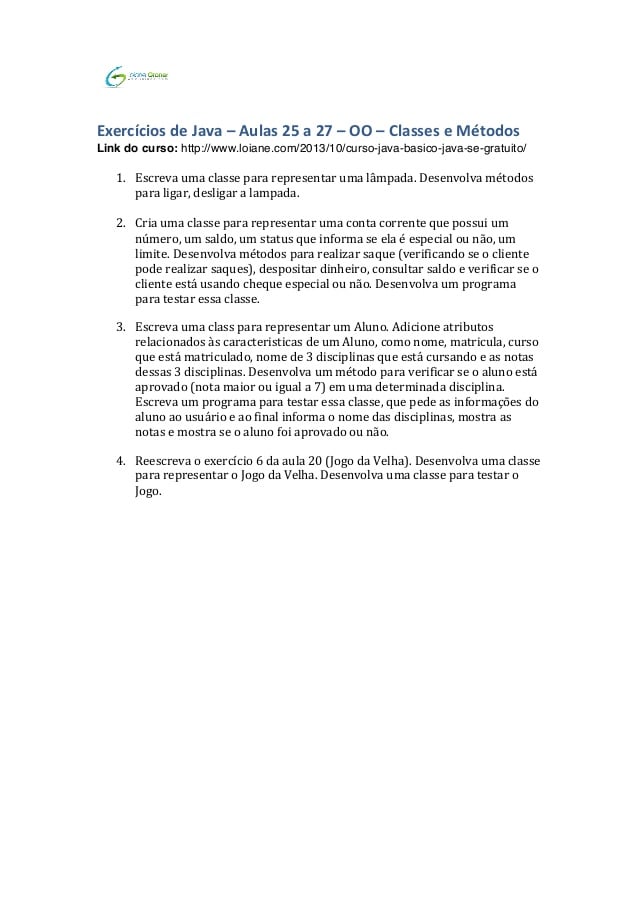 Loiane Groner
Exercícios de Java – Aulas 25 a 27 – OO – Classes e Métodos
Link do curso: http://www.loiane.com/2013/10/curso-java-basico-java-se-gratuito/
1. Escreva uma classe para representar uma lâmpada. Desenvolva métodos
para ligar, desligar a lampada.
2. Cria uma classe para representar uma conta corrente que possui um
número, um saldo, um status que informa se ela é especial ou não, um
limite. Desenvolva métodos para realizar saque (verificando se o cliente
pode realizar saques), despositar dinheiro, consultar saldo e verificar se o
cliente está usando cheque especial ou não. Desenvolva um programa
para testar essa classe.
3. Escreva uma class para representar um Aluno. Adicione atributos
relacionados às caracteristicas de um Aluno, como nome, matricula, curso
que está matriculado, nome de 3 disciplinas que está cursando e as notas
dessas 3 disciplinas. Desenvolva um método para verificar se o aluno está
aprovado (nota maior ou igual a 7) em uma determinada disciplina.
Escreva um programa para testar essa classe, que pede as informações do
aluno ao usuário e ao final informa o nome das disciplinas, mostra as
notas e mostra se o aluno foi aprovado ou não.
4. Reescreva o exercício 6 da aula 20 (Jogo da Velha). Desenvolva uma classe
para representar o Jogo da Velha. Desenvolva uma classe para testar o
Jogo.